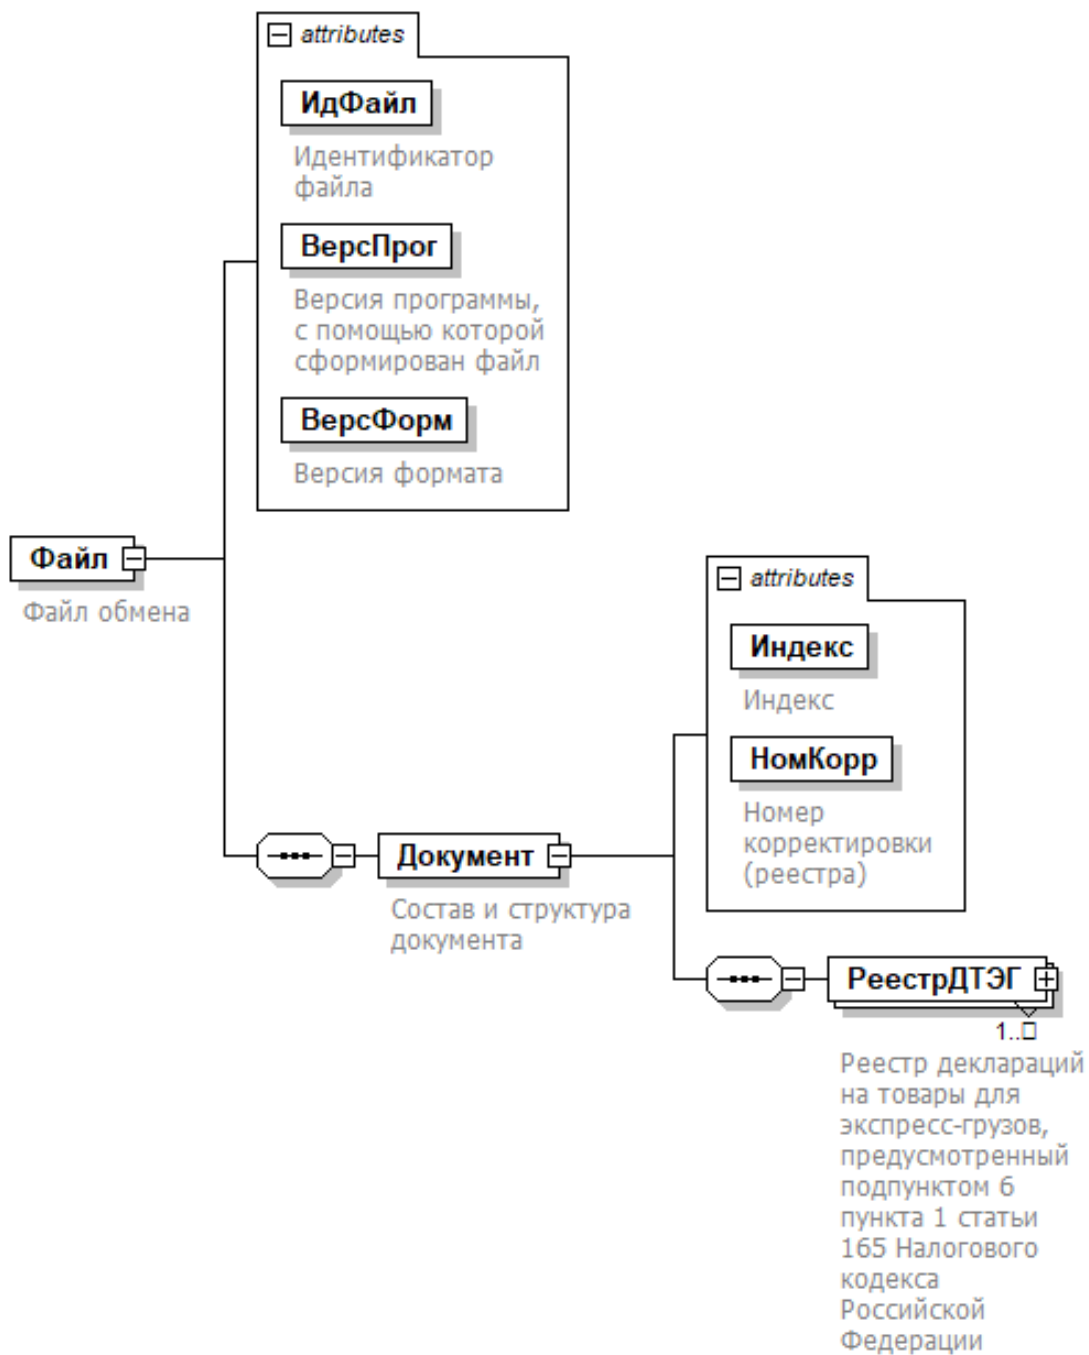 attributes
ИдФайл
Идентификатор
файла
ВерсПрог
Версия программы,
с помощью которой
сформирован файл
ВерсФорм
Версия формата
Файл
Файл обмена
attributes
Индекс
Индекс
НомКорр
Номер
корректировки
(реестра)
Документ
Состав и структура
документа
РеестрДТЭГ
1..□
Реестр деклараций
на товары для
экспресс-грузов,
предусмотренный
подпунктом 6
пункта 1 статьи
165 Налогового
кодекса
Российской
Федерации